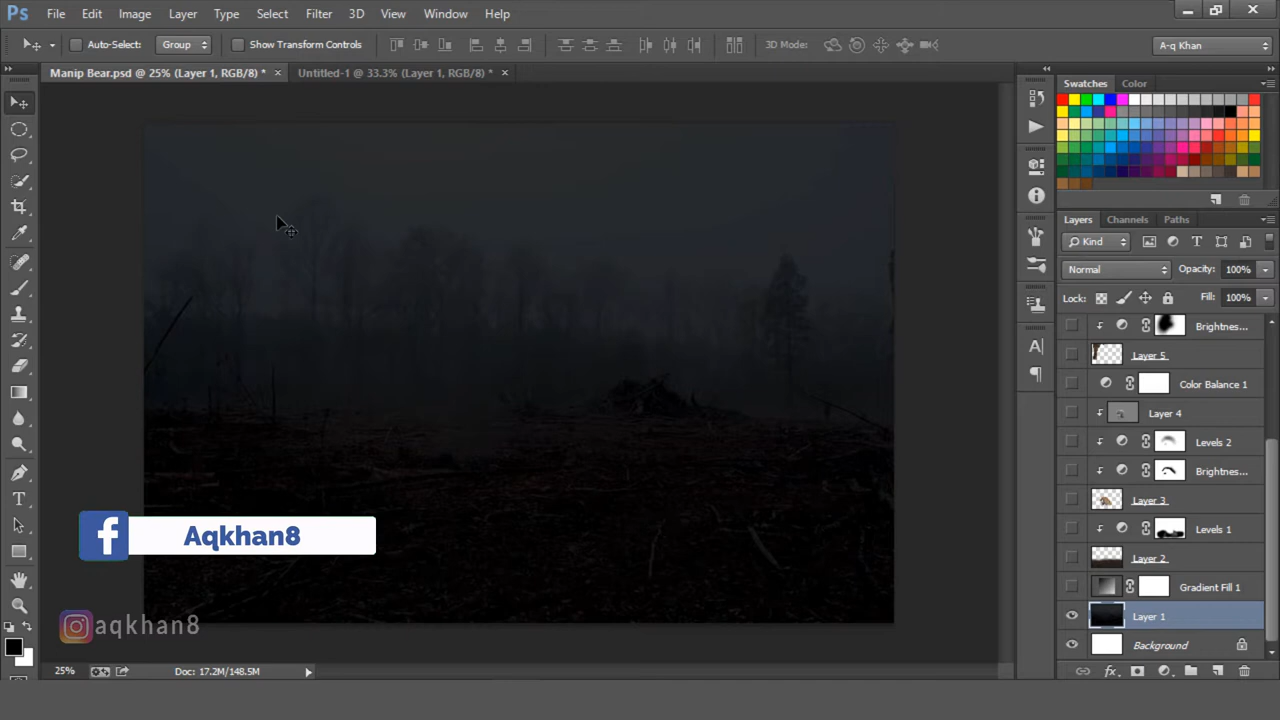 Ps File Edit Image Layer Type Select Filter 3D View Window Help
Auto-Select: Group Show Transform Controls 3D Mode: A-q Khan
Manip Bear.psd @ 25% (Layer 1, RGB/8) * × Untitled-1 @ 33.3% (Layer 1, RGB/8) * ×
Swatches Color
Layers Channels Paths
Kind
Normal Opacity: 100%
Lock: Fill: 100%
Brightnes...
Layer 5
Color Balance 1
Layer 4
Levels 2
Brightnes...
Layer 3
Levels 1
Layer 2
Gradient Fill 1
Layer 1
Background
f Aqkhan8
aqkhan8
25% Doc: 17.2M/148.5M